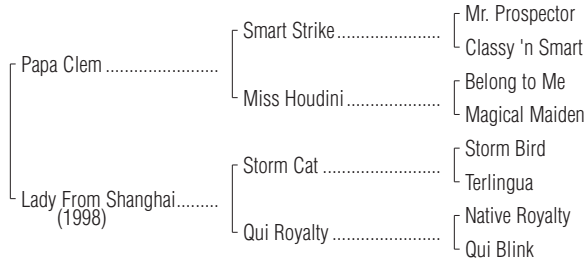 Mr. Prospector
Smart Strike
Classy 'n Smart
Papa Clem
Belong to Me
Miss Houdini
Magical Maiden
Storm Bird
Storm Cat
Terlingua
Lady From Shanghai
(1998)
Native Royalty
Qui Royalty
Qui Blink